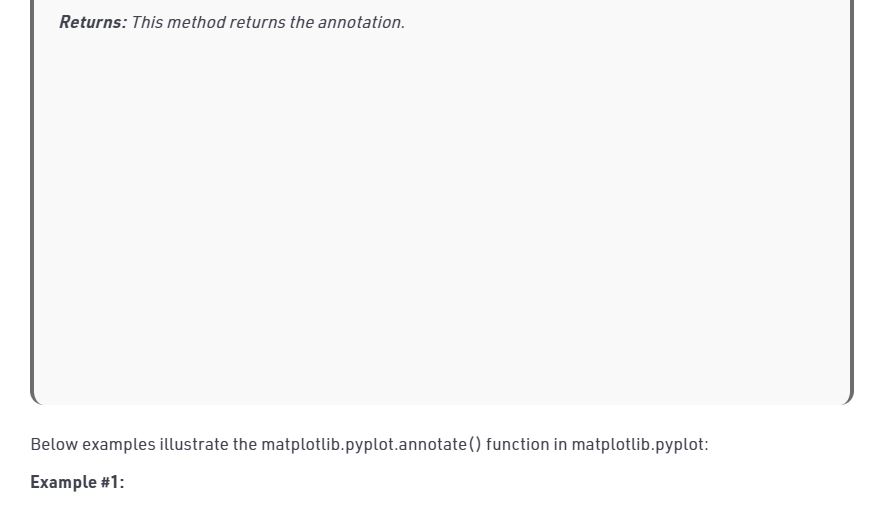 Returns: This method returns the annotation.
Below examples illustrate the matplotlib.pyplot.annotate() function in matplotlib.pyplot:
Example #1: